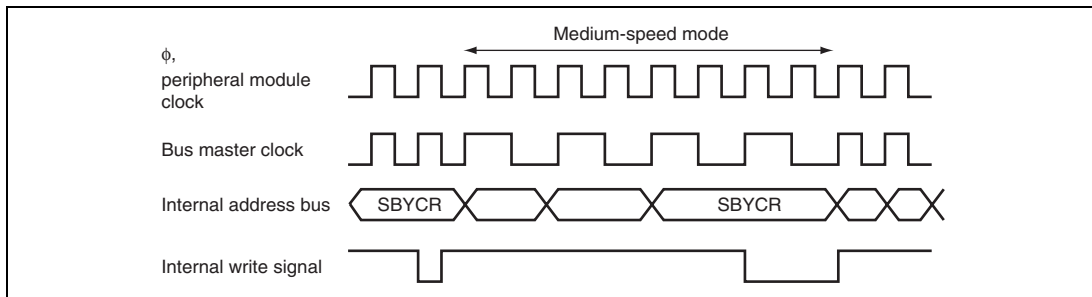 Medium-speed mode
ϕ,
peripheral module
clock
Bus master clock
Internal address bus
SBYCR
SBYCR
Internal write signal